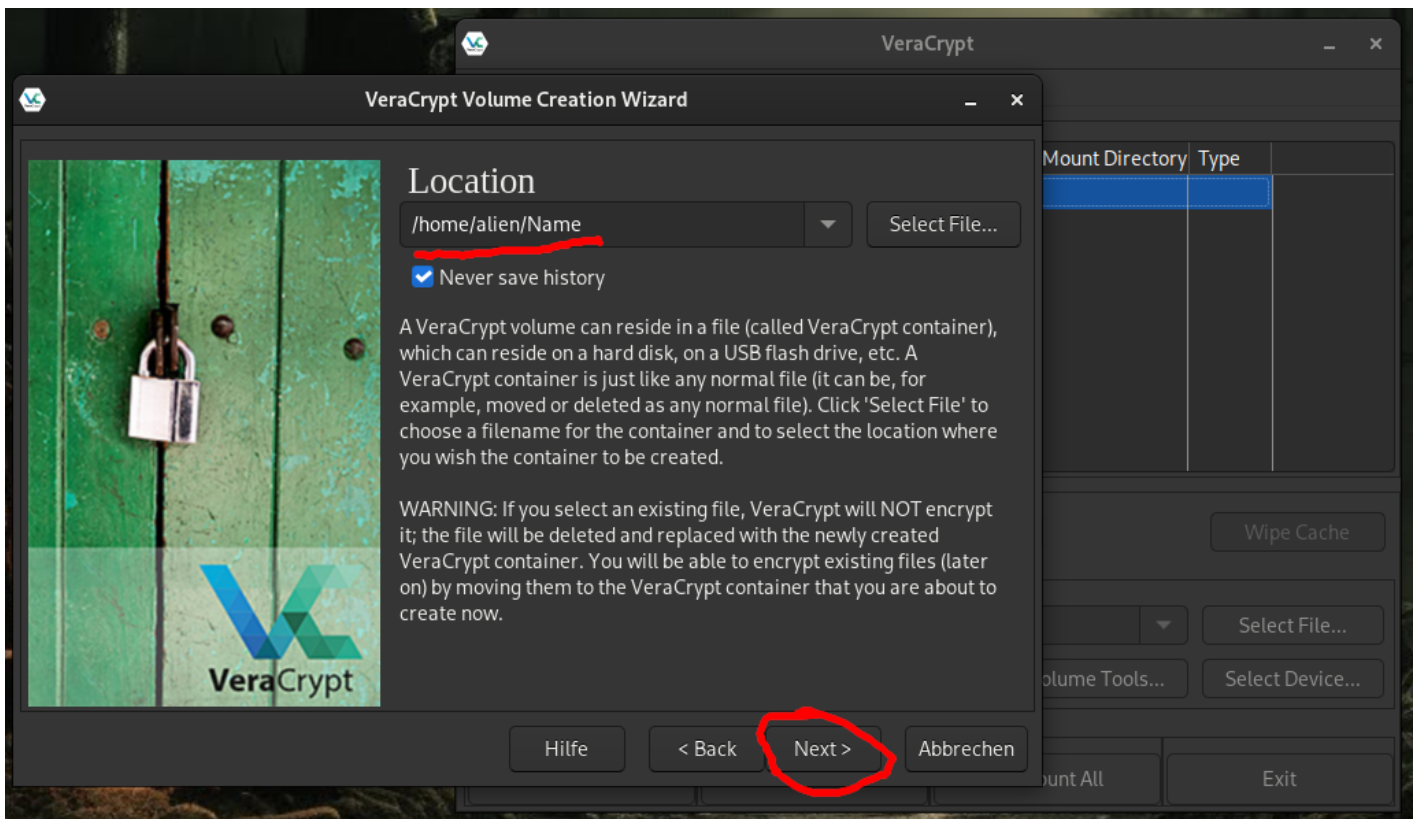 VeraCrypt
VeraCrypt Volume Creation Wizard
Mount Directory
Type
Location
/home/alien/Name
Select File...
Never save history
A VeraCrypt volume can reside in a file (called VeraCrypt container),
which can reside on a hard disk, on a USB flash drive, etc. A
VeraCrypt container is just like any normal file (it can be, for
example, moved or deleted as any normal file). Click 'Select File' to
choose a filename for the container and to select the location where
you wish the container to be created.
WARNING: If you select an existing file, VeraCrypt will NOT encrypt
it; the file will be deleted and replaced with the newly created
VeraCrypt container. You will be able to encrypt existing files (later
on) by moving them to the VeraCrypt container that you are about to
create now.
VeraCrypt
Wipe Cache
Select File...
Tools...
Select Device...
Hilfe
< Back
Next >
Abbrechen
All
Exit